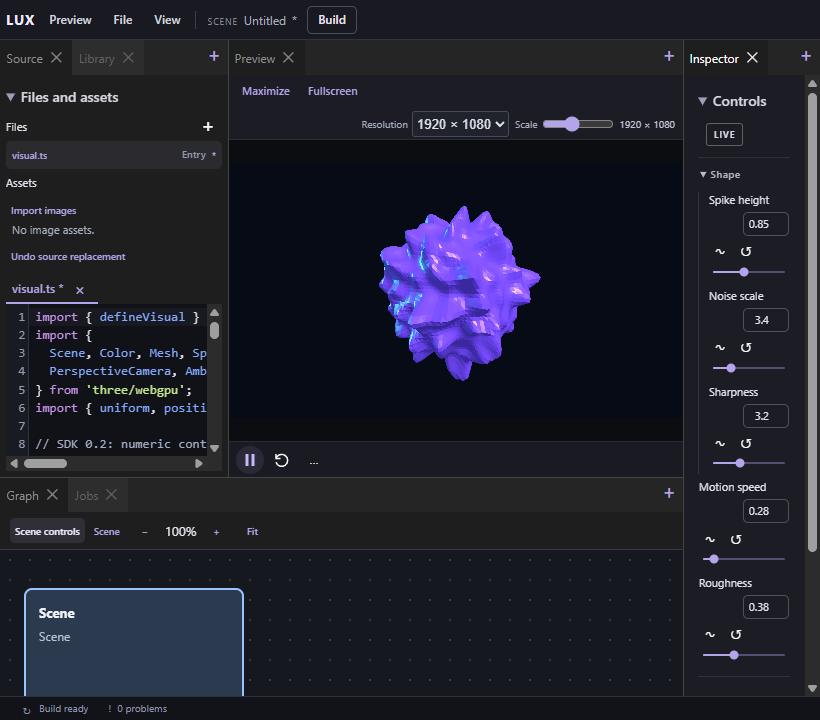 LUX Preview File View SCENE Untitled * Build
Source Library +
Files and assets
Files +
visual.ts Entry *
Assets
Import images
No image assets.
Undo source replacement
visual.ts *
1 import { defineVisual }
2 import {
3 Scene, Color, Mesh, Sp
4 PerspectiveCamera, Amb
5 } from 'three/webgpu';
6 import { uniform, positi
7
8 // SDK 0.2: numeric cont
Preview +
Maximize Fullscreen
Resolution 1920 × 1080 Scale 1920 × 1080
...
Graph Jobs +
Scene controls Scene − 100% + Fit
Scene
Scene
Inspector +
Controls
LIVE
Shape
Spike height
0.85
Noise scale
3.4
Sharpness
3.2
Motion speed
0.28
Roughness
0.38
Build ready ! 0 problems